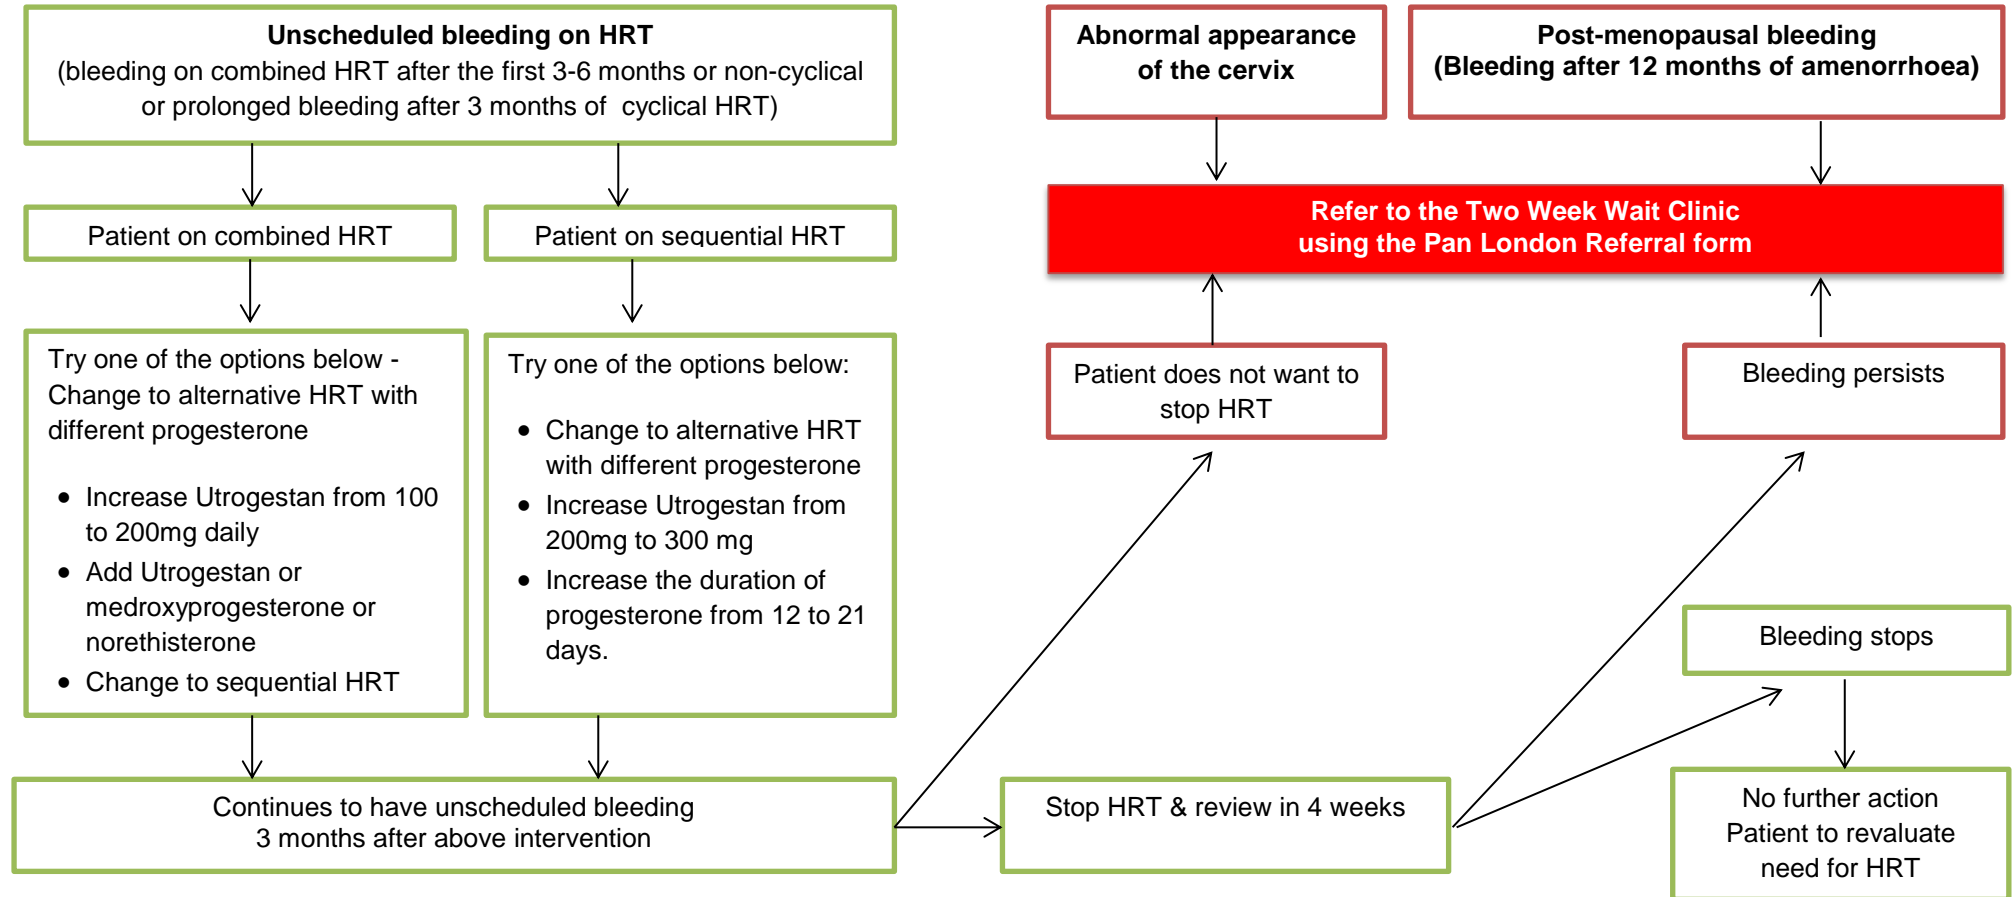 Unscheduled bleeding on HRT
(bleeding on combined HRT after the first 3-6 months or non-cyclical
or prolonged bleeding after 3 months of cyclical HRT)
Abnormal appearance
of the cervix
Post-menopausal bleeding
(Bleeding after 12 months of amenorrhoea)
Refer to the Two Week Wait Clinic
using the Pan London Referral form
Patient on combined HRT
Patient on sequential HRT
Try one of the options below -
Change to alternative HRT with
different progesterone
• Increase Utrogestan from 100
to 200mg daily
• Add Utrogestan or
medroxyprogesterone or
norethisterone
• Change to sequential HRT
Try one of the options below:
• Change to alternative HRT
with different progesterone
• Increase Utrogestan from
200mg to 300 mg
• Increase the duration of
progesterone from 12 to 21
days.
Patient does not want to
stop HRT
Bleeding persists
Bleeding stops
Continues to have unscheduled bleeding
3 months after above intervention
Stop HRT & review in 4 weeks
No further action
Patient to revaluate
need for HRT